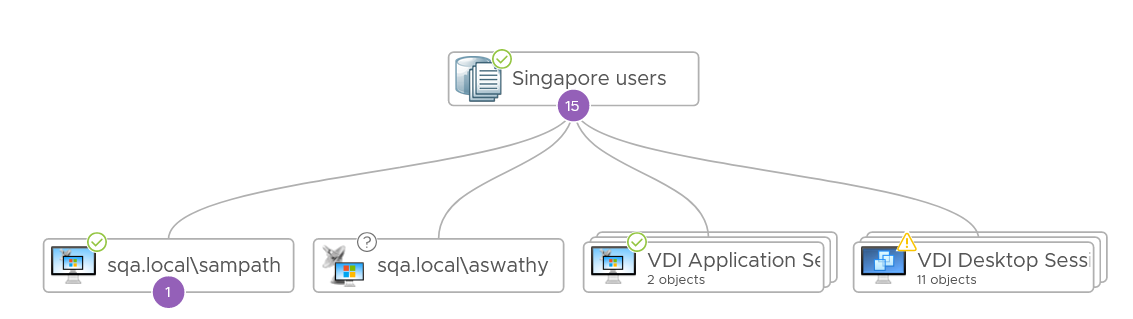 Singapore users
15
sqa.local\sampath
1
?
sqa.local\aswathy
VDI Application Se
2 objects
VDI Desktop Sessi
11 objects